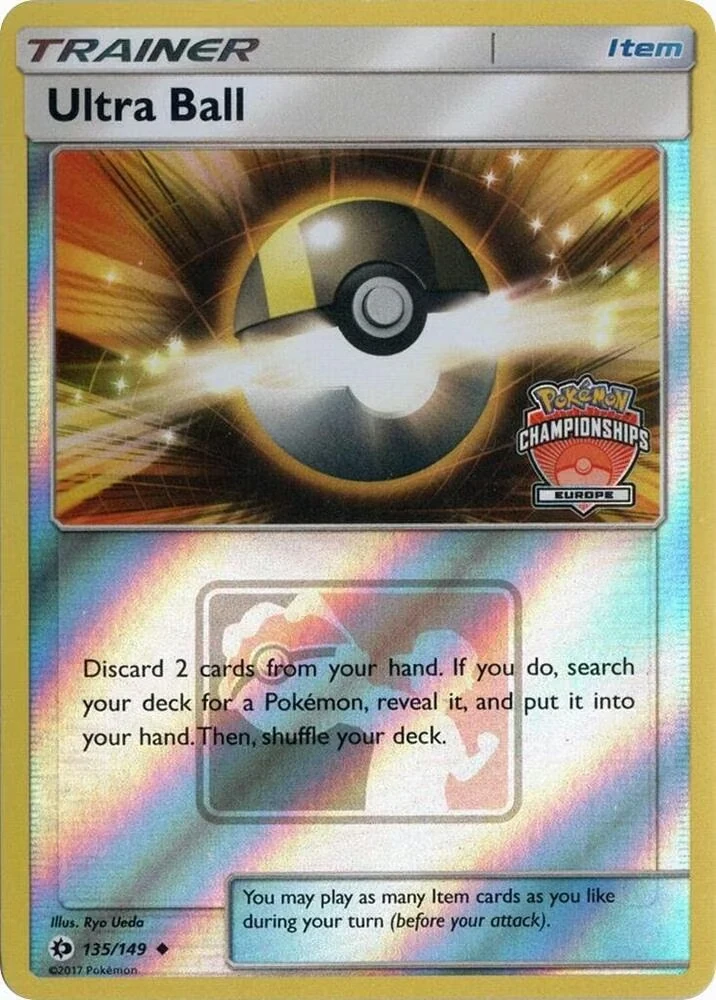 TRAINER
Item
Ultra Ball
POKéMON
CHAMPIONSHIPS
EUROPE
Discard 2 cards from your hand. If you do, search
your deck for a Pokémon, reveal it, and put it into
your hand. Then, shuffle your deck.
You may play as many Item cards as you like
during your turn (before your attack).
Illus. Ryo Ueda
135/149 ◆
©2017 Pokémon